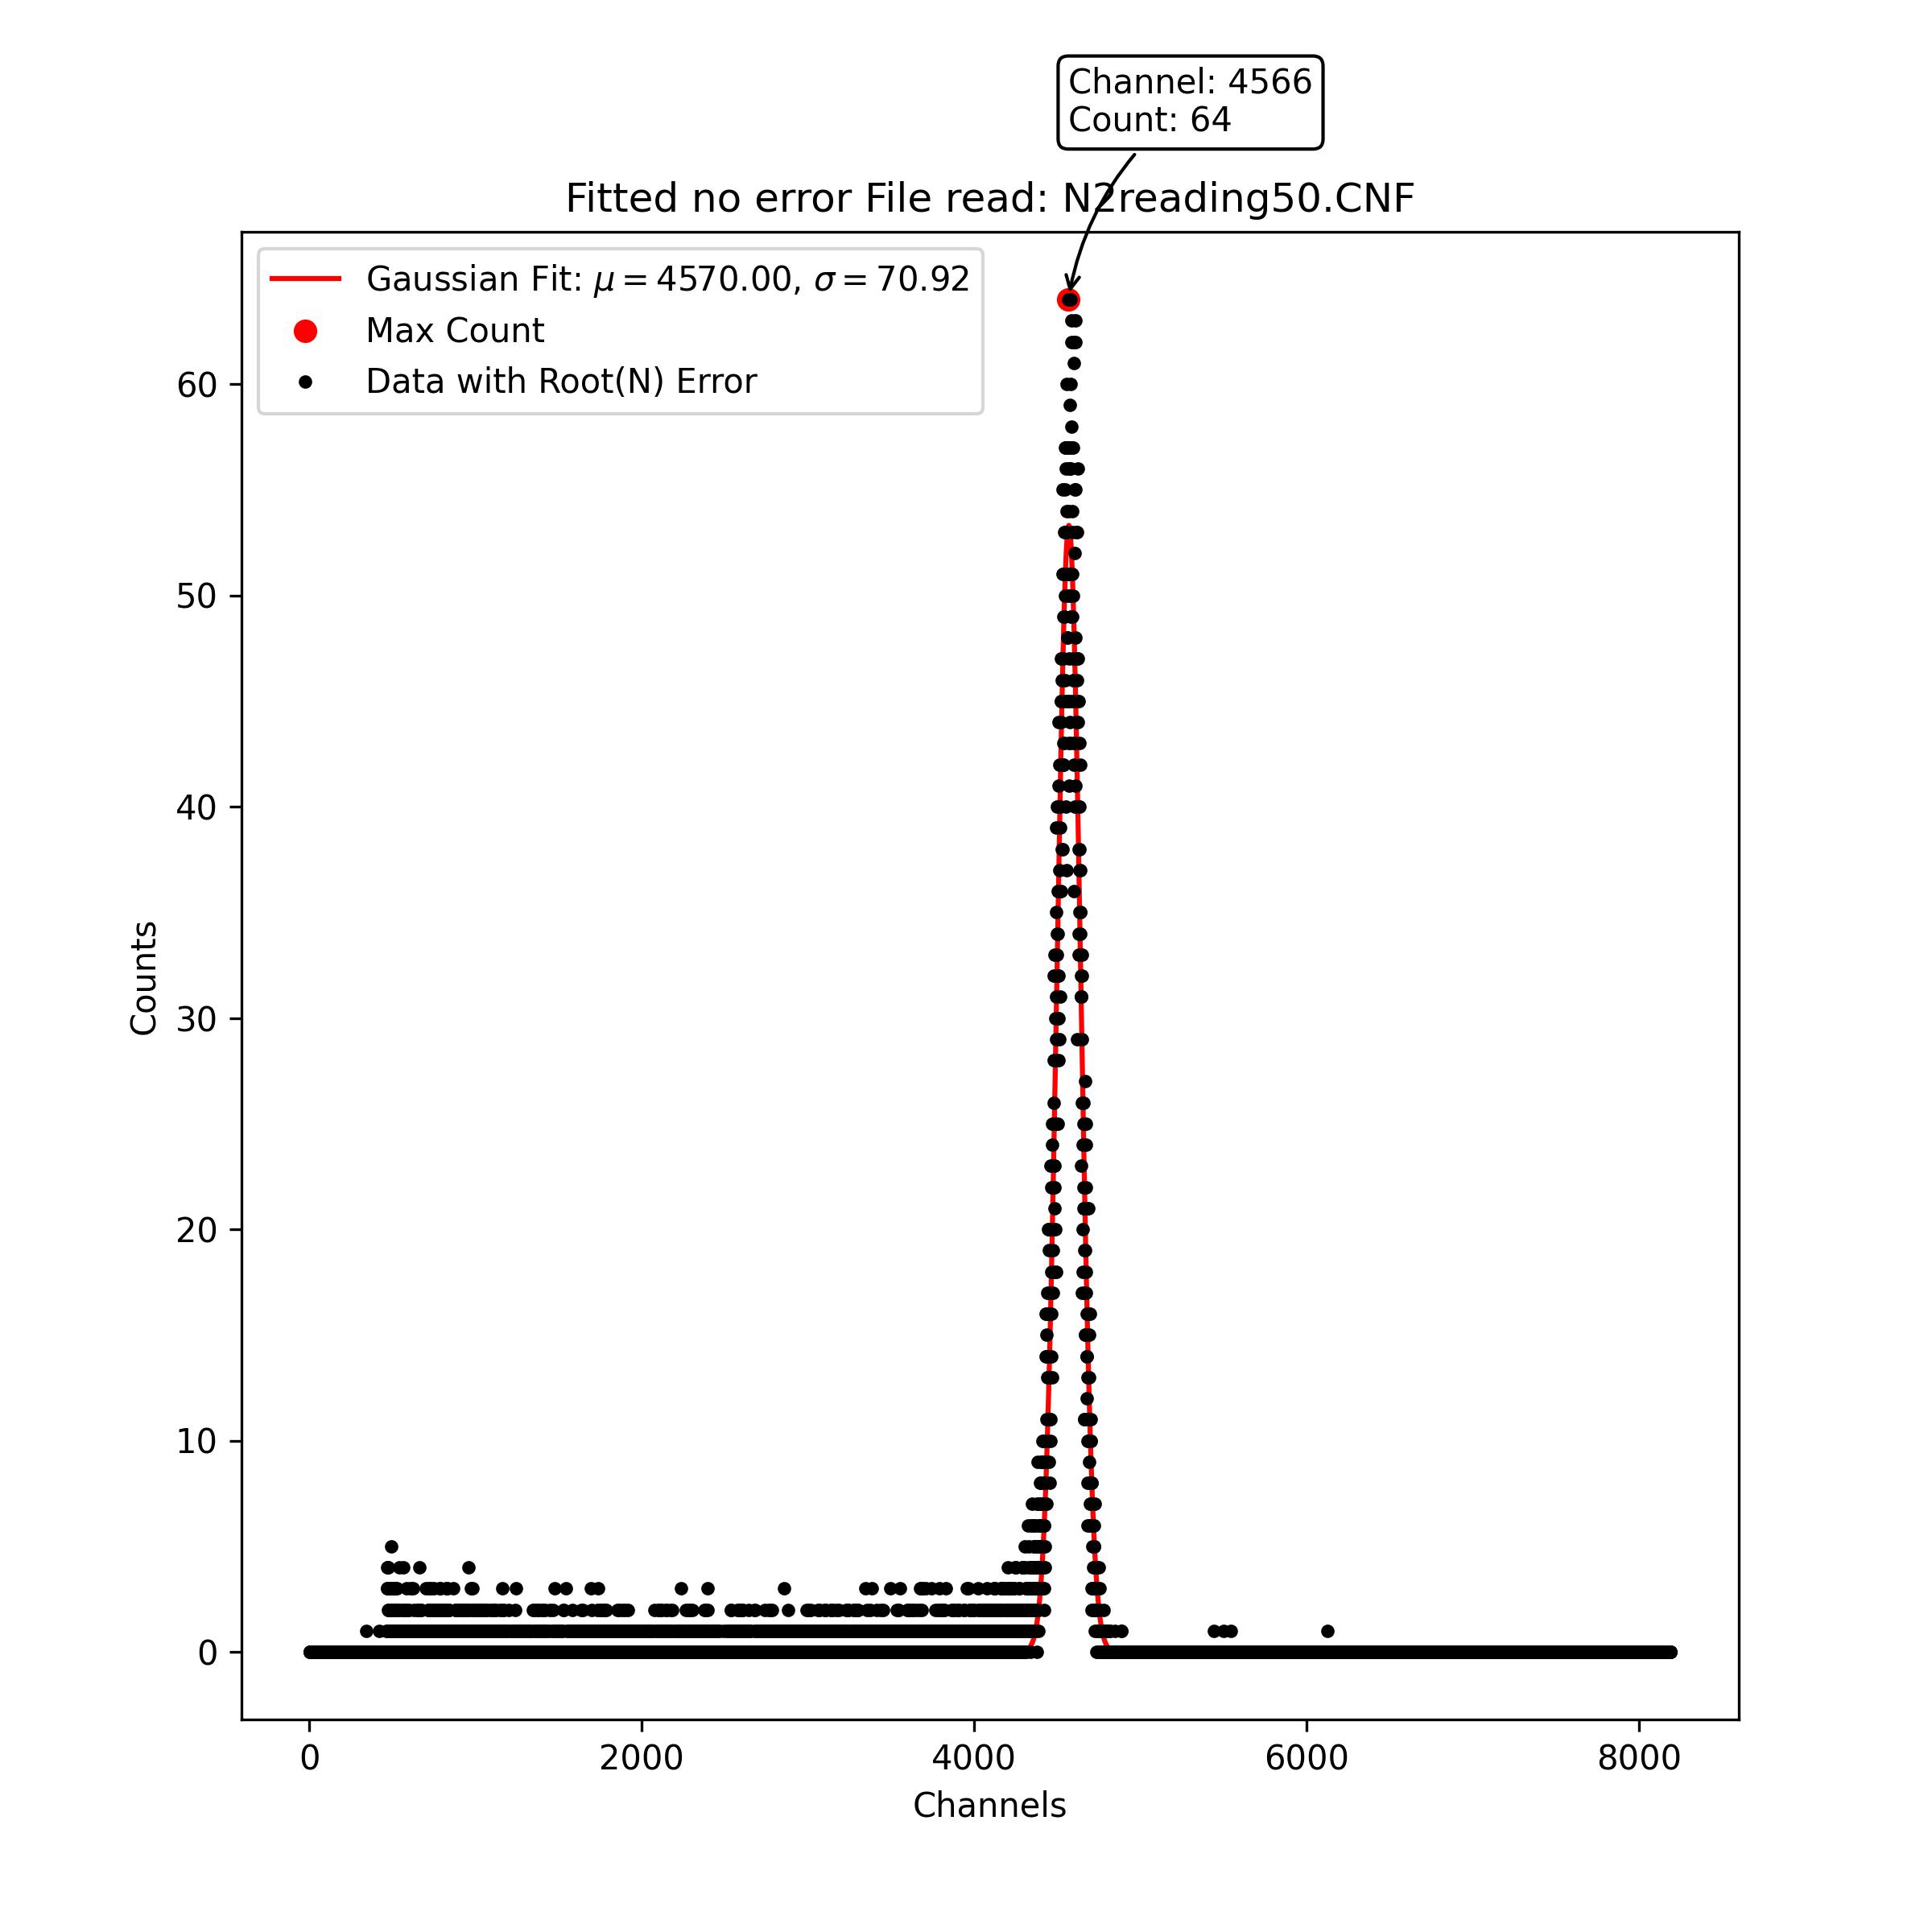 Channel: 4566
Count: 64
Fitted no error File read: N2reading50.CNF
Gaussian Fit: μ = 4570.00, σ = 70.92
Max Count
Data with Root(N) Error
60
50
40
30
20
10
0
Counts
0 2000 4000 6000 8000
Channels